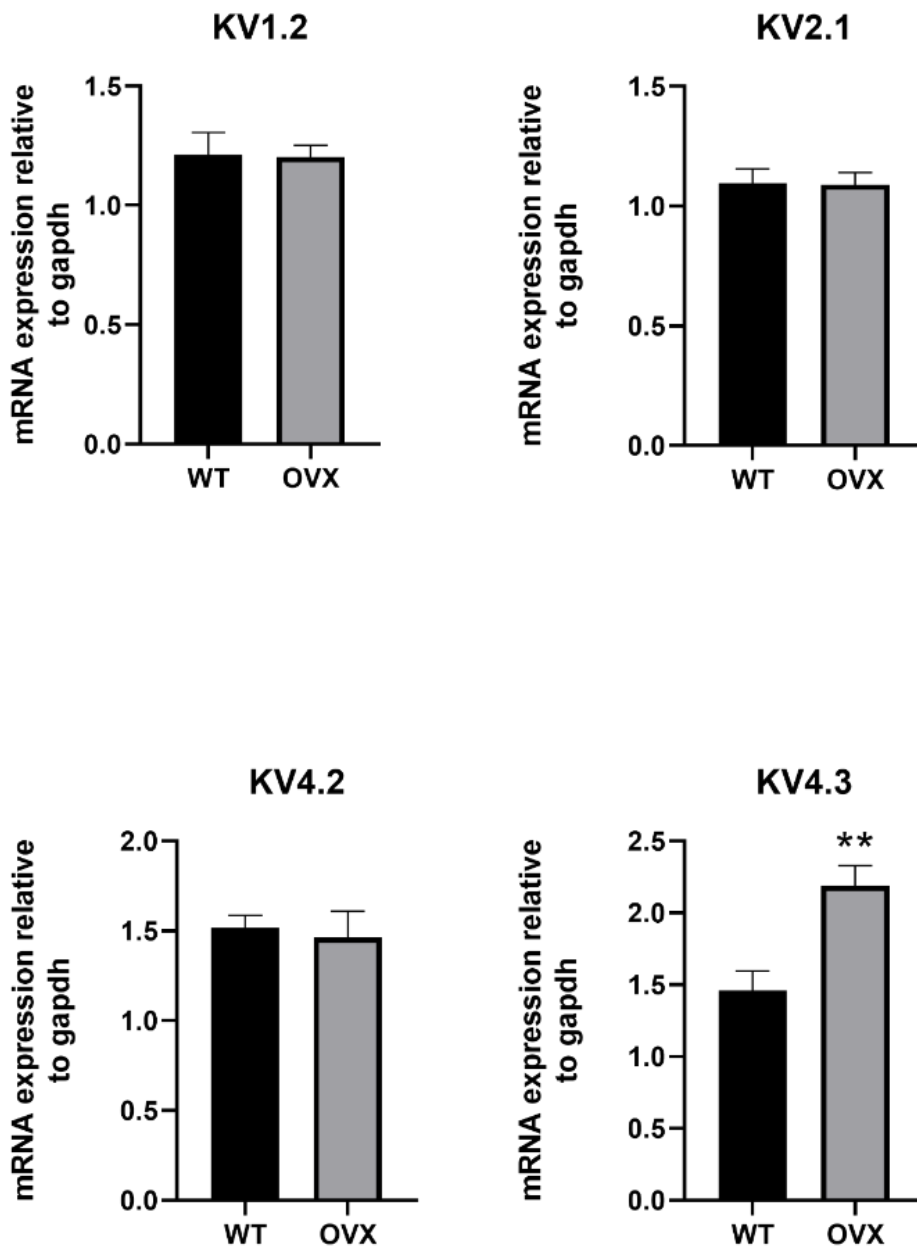 KV1.2
mRNA expression relative
to gapdh
1.5
1.0
0.5
0.0
WT OVX
KV2.1
mRNA expression relative
to gapdh
1.5
1.0
0.5
0.0
WT OVX
KV4.2
mRNA expression relative
to gapdh
2.0
1.5
1.0
0.5
0.0
WT OVX
KV4.3
mRNA expression relative
to gapdh
2.5
2.0
1.5
1.0
0.5
0.0
**
WT OVX